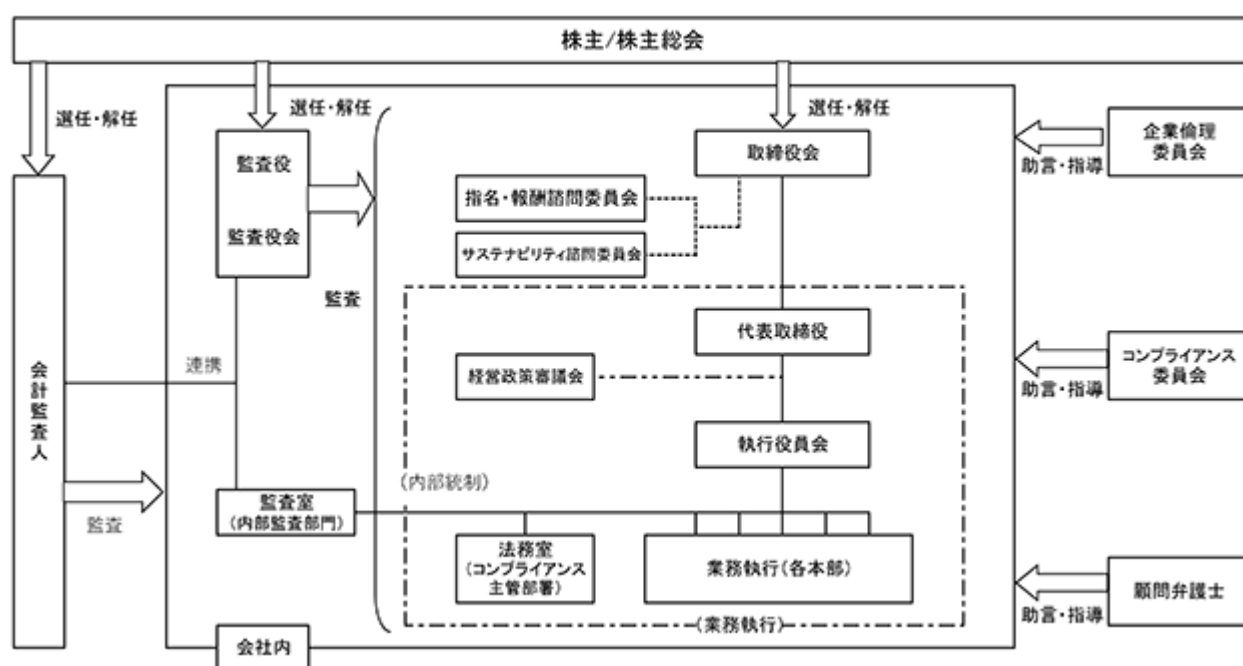 株主/株主総会
選任・解任
選任・解任
選任・解任
監査役
監査役会
取締役会
企業倫理
委員会
助言・指導
指名・報酬諮問委員会
サステナビリティ諮問委員会
監査
代表取締役
コンプライアンス
委員会
助言・指導
連携
経営政策審議会
会計監査人
執行役員会
(内部統制)
監査
監査室
(内部監査部門)
法務室
(コンプライアンス
主管部署)
業務執行(各本部)
顧問弁護士
助言・指導
(業務執行)
会社内